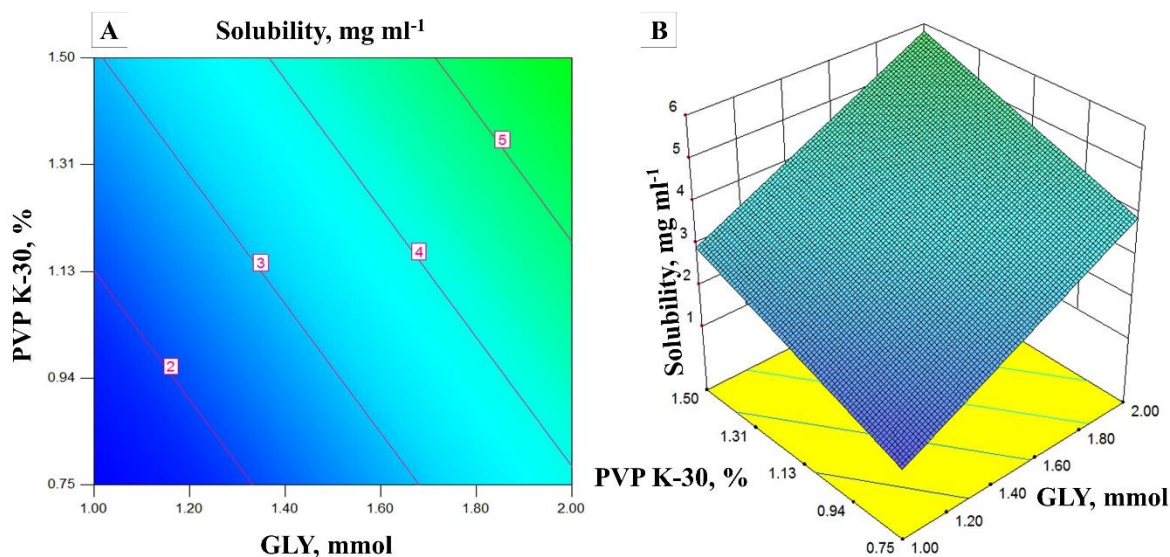 A
Solubility, mg ml-1
1.50
1.31
1.13
0.94
0.75
PVP K-30, %
5
4
3
2
1.00 1.20 1.40 1.60 1.80 2.00
GLY, mmol
B
6
5
4
3
2
1
Solubility, mg ml-1
1.50
1.31
1.13
0.94
0.75
PVP K-30, %
2.00
1.80
1.60
1.40
1.20
1.00
GLY, mmol